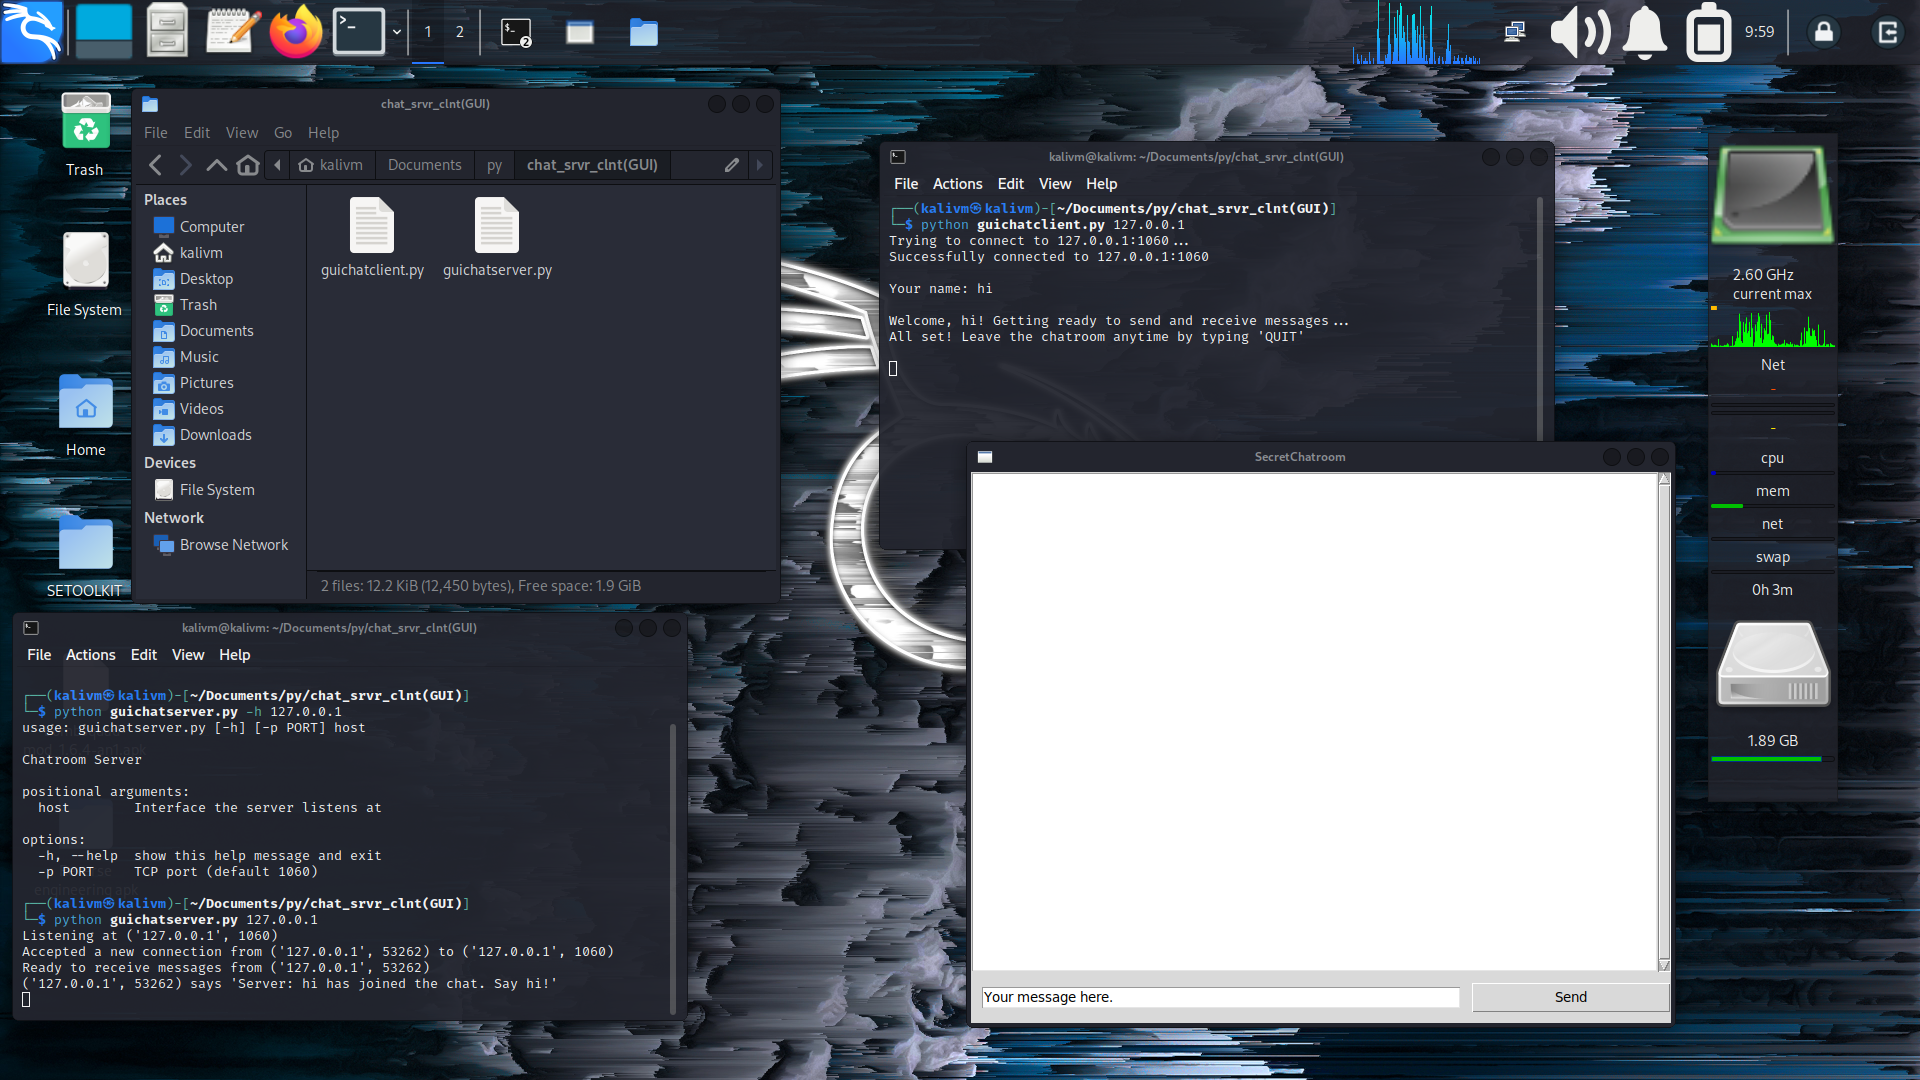 1
2
2
9:59
Trash
File System
Home
SETOOLKIT
chat_srvr_clnt(GUI)
File Edit View Go Help
kalivm Documents py chat_srvr_clnt(GUI)
Places
Computer
kalivm
Desktop
Trash
Documents
Music
Pictures
Videos
Downloads
Devices
File System
Network
Browse Network
guichatclient.py guichatserver.py
2 files: 12.2 KiB (12,450 bytes), Free space: 1.9 GiB
kalivm@kalivm: ~/Documents/py/chat_srvr_clnt(GUI)
File Actions Edit View Help
┌──(kalivm㉿kalivm)-[~/Documents/py/chat_srvr_clnt(GUI)]
└─$ python guichatclient.py 127.0.0.1
Trying to connect to 127.0.0.1:1060...
Successfully connected to 127.0.0.1:1060
Your name: hi
Welcome, hi! Getting ready to send and receive messages...
All set! Leave the chatroom anytime by typing 'QUIT'
kalivm@kalivm: ~/Documents/py/chat_srvr_clnt(GUI)
File Actions Edit View Help
┌──(kalivm㉿kalivm)-[~/Documents/py/chat_srvr_clnt(GUI)]
└─$ python guichatserver.py -h 127.0.0.1
usage: guichatserver.py [-h] [-p PORT] host
Chatroom Server
positional arguments:
host Interface the server listens at
options:
-h, --help show this help message and exit
-p PORT TCP port (default 1060)
engineering.apk
┌──(kalivm㉿kalivm)-[~/Documents/py/chat_srvr_clnt(GUI)]
└─$ python guichatserver.py 127.0.0.1
Listening at ('127.0.0.1', 1060)
Accepted a new connection from ('127.0.0.1', 53262) to ('127.0.0.1', 1060)
Ready to receive messages from ('127.0.0.1', 53262)
('127.0.0.1', 53262) says 'Server: hi has joined the chat. Say hi!'
SecretChatroom
Your message here.
Send
2.60 GHz
current max
Net
-
-
cpu
mem
net
swap
0h 3m
1.89 GB